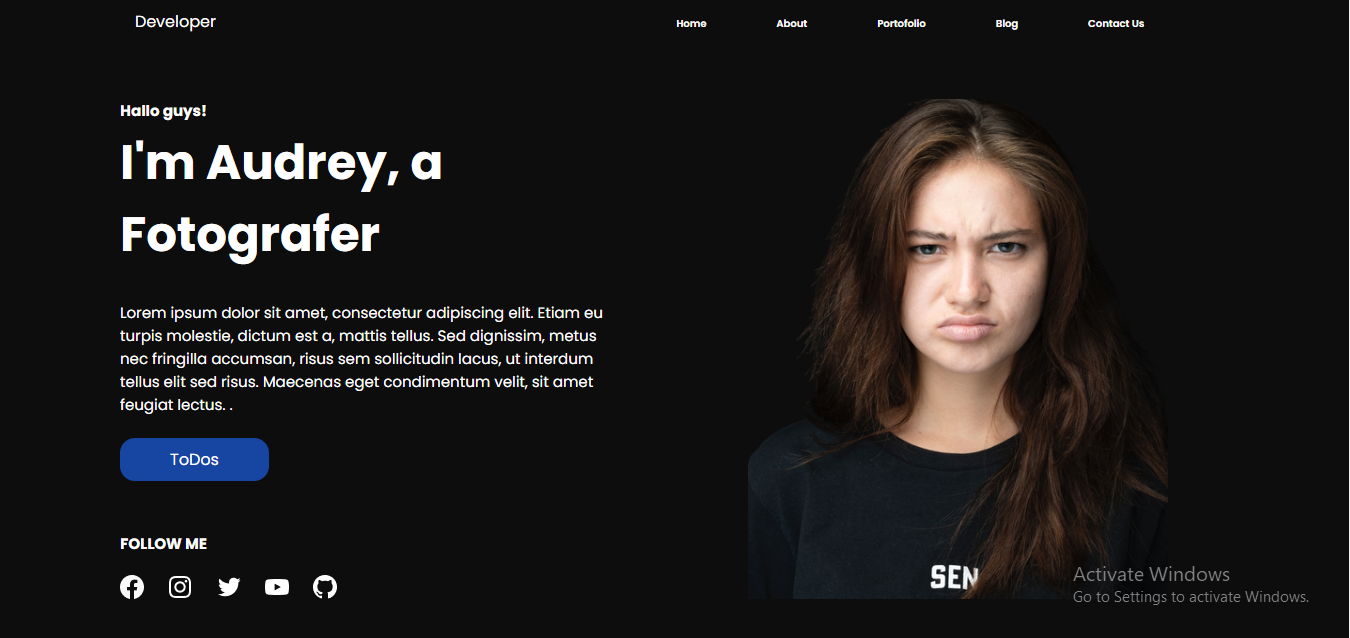 Developer
Home About Portofolio Blog Contact Us
Hallo guys!
I'm Audrey, a
Fotografer
Lorem ipsum dolor sit amet, consectetur adipiscing elit. Etiam eu
turpis molestie, dictum est a, mattis tellus. Sed dignissim, metus
nec fringilla accumsan, risus sem sollicitudin lacus, ut interdum
tellus elit sed risus. Maecenas eget condimentum velit, sit amet
feugiat lectus. .
ToDos
FOLLOW ME
SEN
Activate Windows
Go to Settings to activate Windows.